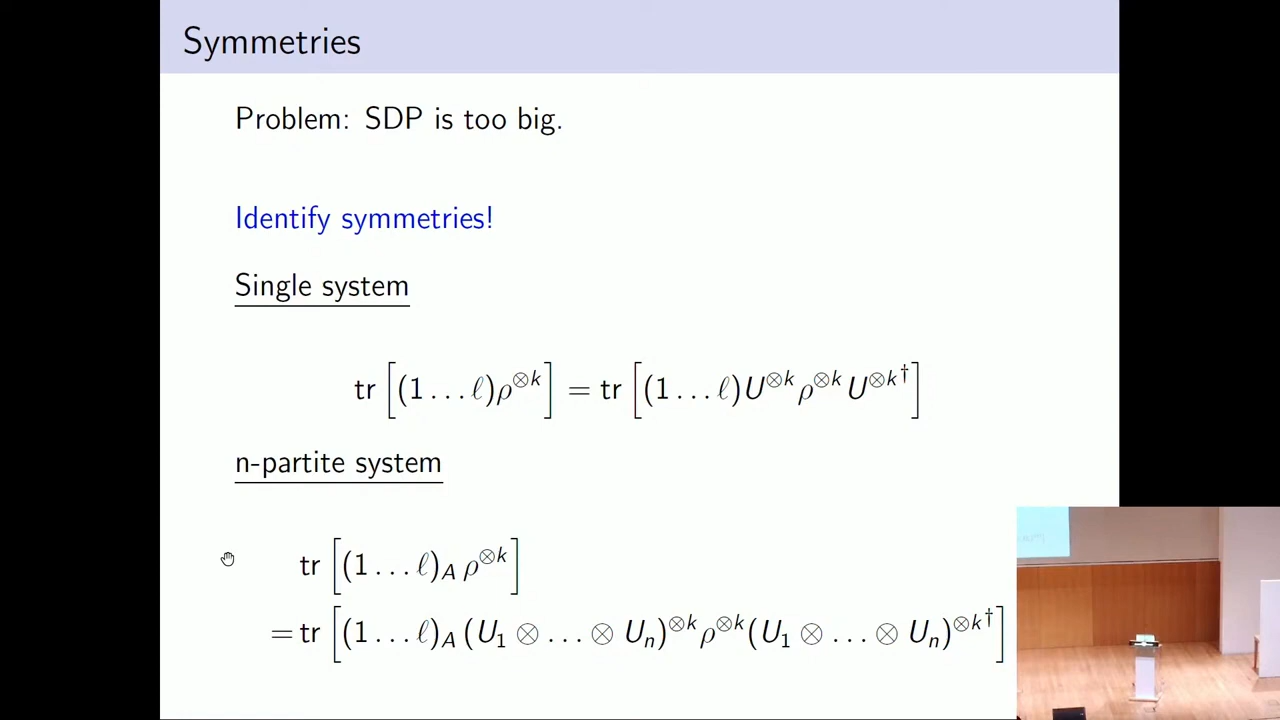 Symmetries
Problem: SDP is too big.
Identify symmetries!
Single system
tr [(1 … ℓ)ρ^{⊗k}] = tr [(1 … ℓ)U^{⊗k} ρ^{⊗k} U^{⊗k†}]
n-partite system
tr [(1 … ℓ)_A ρ^{⊗k}]
= tr [(1 … ℓ)_A (U_1 ⊗ … ⊗ U_n)^{⊗k} ρ^{⊗k} (U_1 ⊗ … ⊗ U_n)^{⊗k†}]